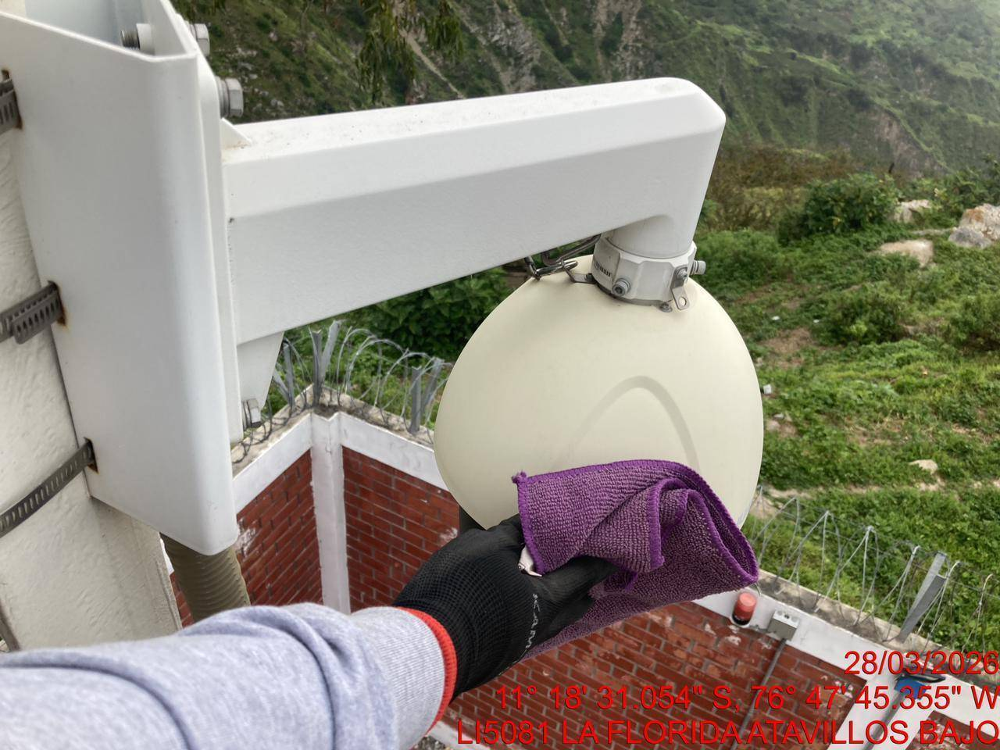 28/03/2026
11° 18' 31.054" S, 76° 47' 45.355" W
LI5081 LA FLORIDA ATAVILLOS BAJO